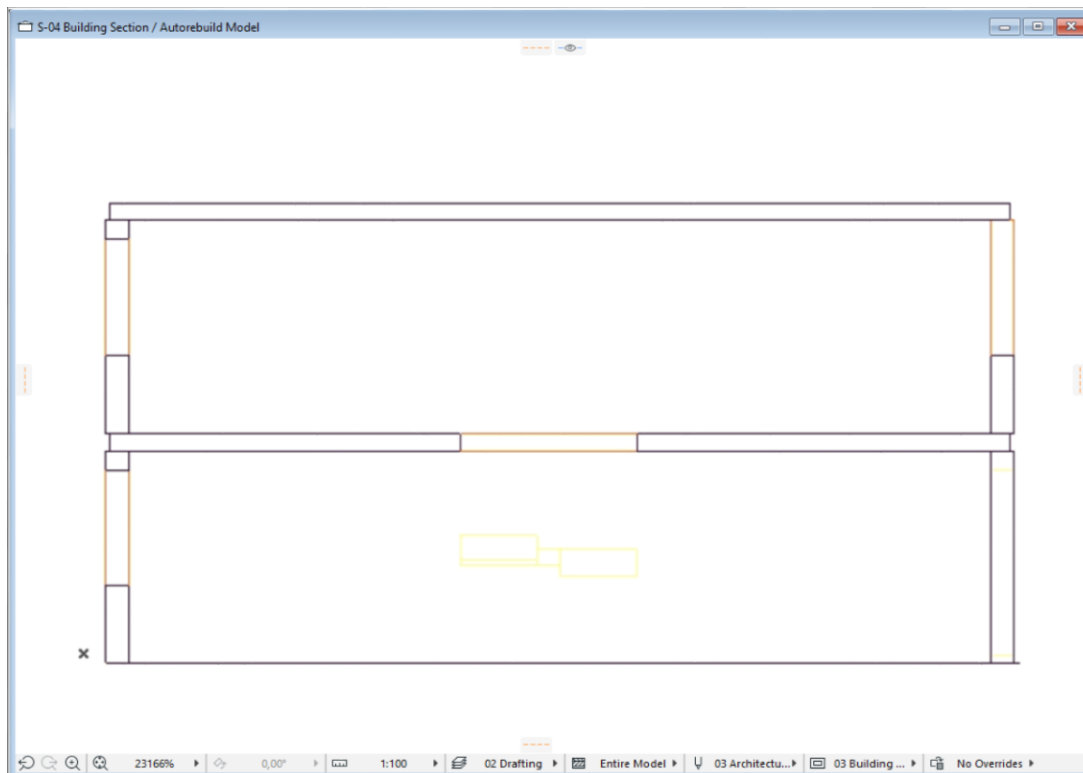 S-04 Building Section / Autorebuild Model
23166% 0,00° 1:100 02 Drafting Entire Model 03 Architectu... 03 Building ... No Overrides